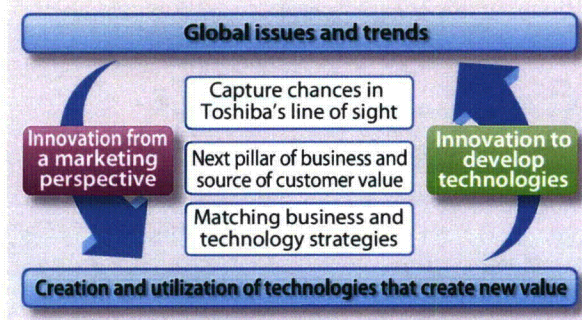 Global issues and trends
Capture chances in
Toshiba's line of sight
Innovation from
a marketing
perspective
Next pillar of business and
source of customer value
Innovation to
develop
technologies
Matching business and
technology strategies
Creation and utilization of technologies that create new value